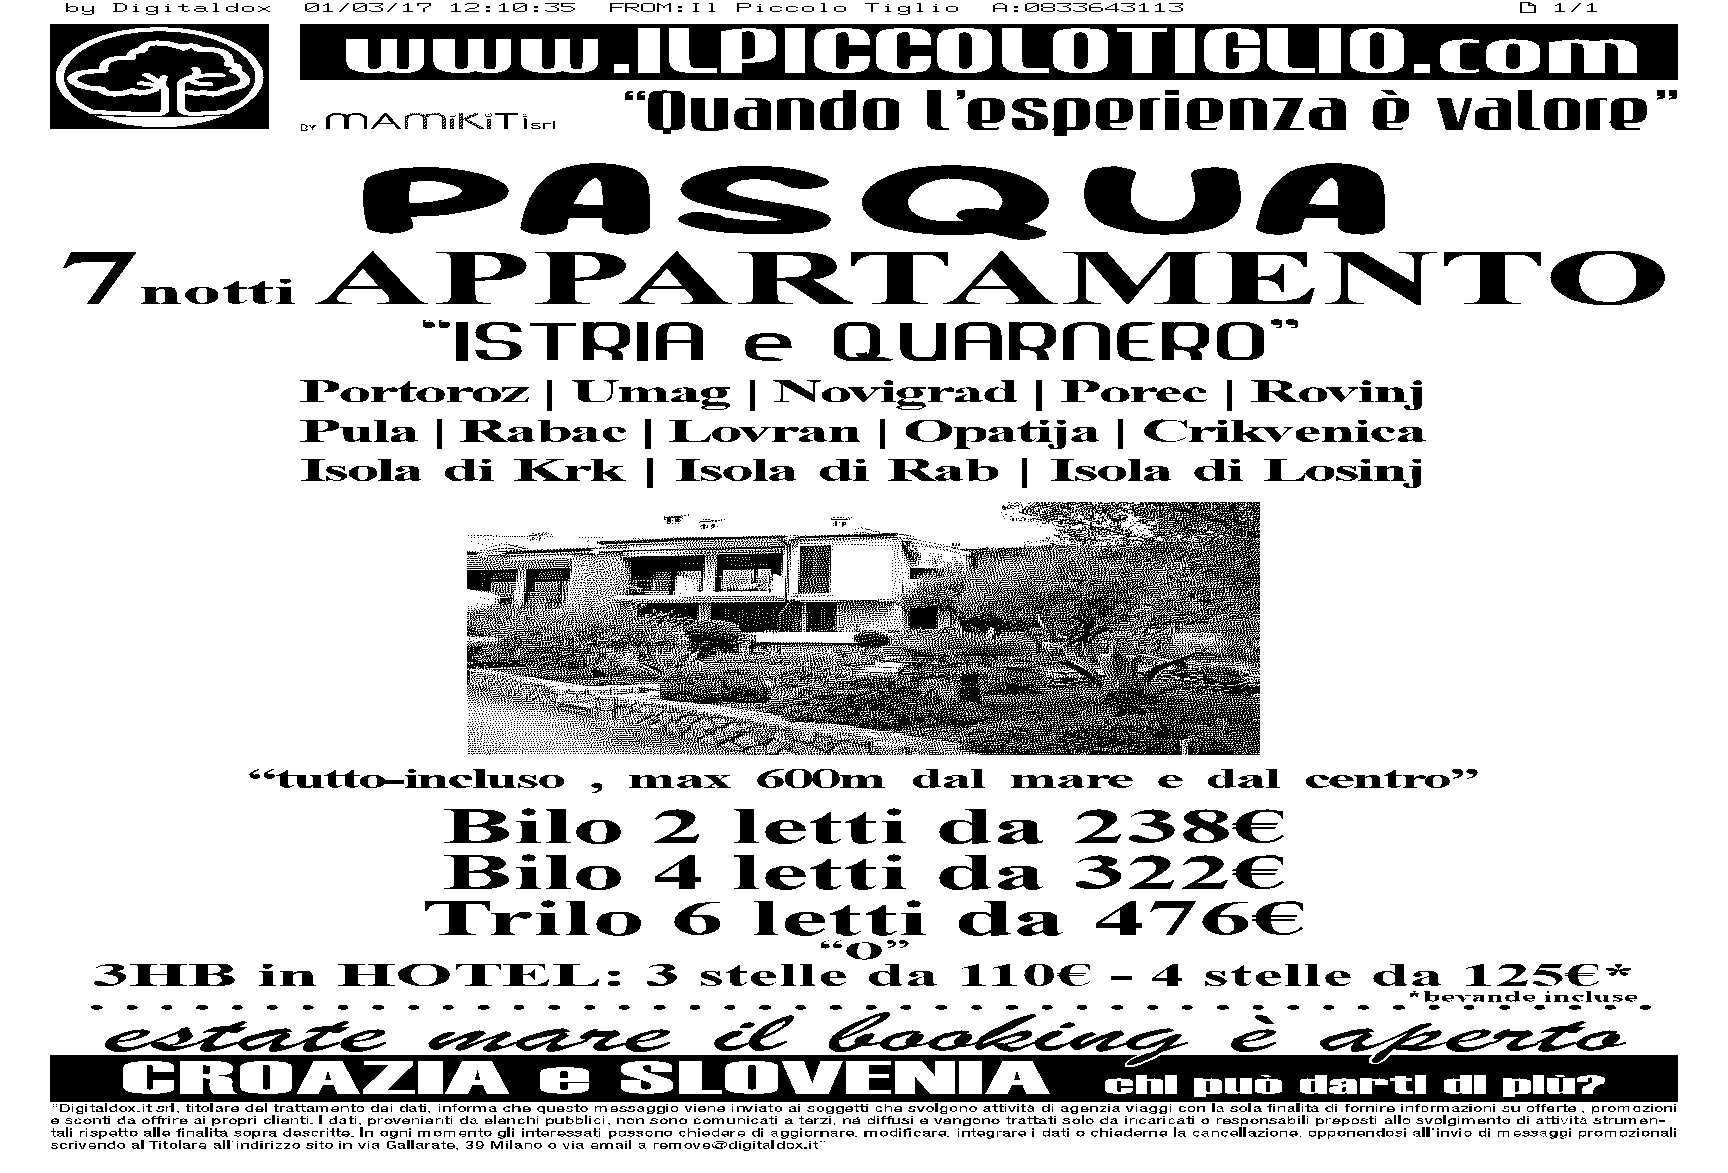 by Digitaldox 01/03/17 12:10:35 FROM:Il Piccolo Tiglio A:0833643113 1/1
www.ILPICCOLOTIGLIO.com
BY MAMiKiTi srl "Quando l'esperienza è valore"
PASQUA
7 notti APPARTAMENTO
"ISTRIA e QUARNERO"
Portoroz | Umag | Novigrad | Porec | Rovinj
Pula | Rabac | Lovran | Opatija | Crikvenica
Isola di Krk | Isola di Rab | Isola di Losinj
"tutto-incluso , max 600m dal mare e dal centro"
Bilo 2 letti da 238€
Bilo 4 letti da 322€
Trilo 6 letti da 476€
"O"
3HB in HOTEL: 3 stelle da 110€ - 4 stelle da 125€*
*bevande incluse
estate mare il booking è aperto
CROAZIA e SLOVENIA chi può darti di più?
"Digitaldox.it srl, titolare del trattamento dei dati, informa che questo messaggio viene inviato ai soggetti che svolgono attività di agenzia viaggi con la sola finalità di fornire informazioni su offerte , promozioni
e sconti da offrire ai propri clienti. I dati, provenienti da elenchi pubblici, non sono comunicati a terzi, né diffusi e vengono trattati solo da incaricati o responsabili preposti allo svolgimento di attività strumen-
tali rispetto alle finalita sopra descritte. In ogni momento gli interessati possono chiedere di aggiornare, modificare, integrare i dati o chiederne la cancellazione, opponendosi all'invio di messaggi promozionali
scrivendo al Titolare all'indirizzo sito in via Gallarate, 39 Milano o via email a remove@digitaldox.it"